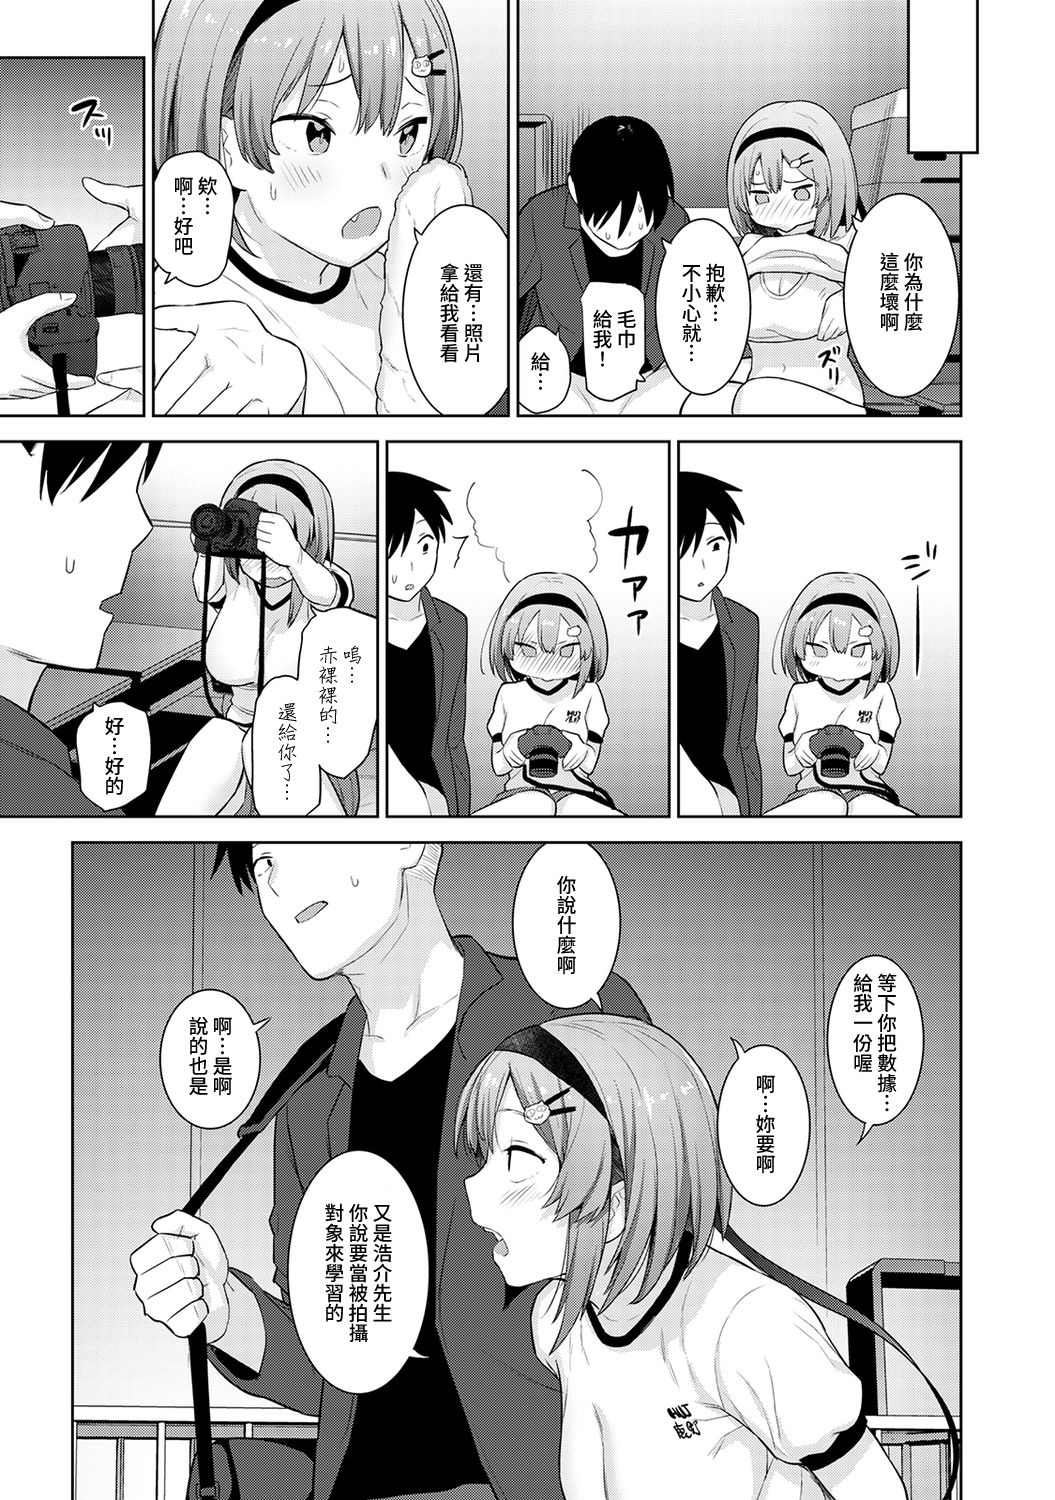 你為什麼
這麼壞啊
抱歉…
不小心就…
毛巾
給我！
給…
ズリ
還有…照片
拿給我看看
欸…
啊…好吧
スッ
ジ
カァァァ
嗚…
赤裸裸的…
還給你了…
好…好的
等下你把數據…
給我一份喔
啊…妳要啊
你說什麼啊
又是浩介先生
你說要當被拍攝
對象來學習的
啊…是啊
說的也是